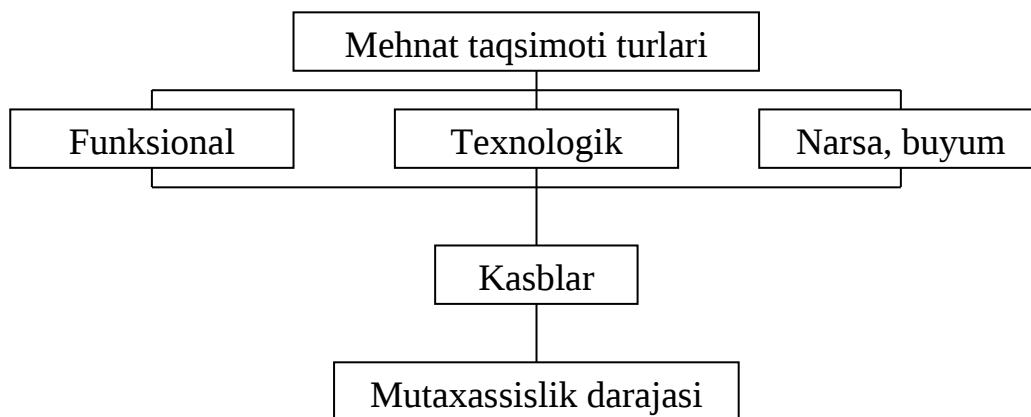 Mehnat taqsimoti turlari
Funksional
Texnologik
Narsa, buyum
Kasblar
Mutaxassislik darajasi